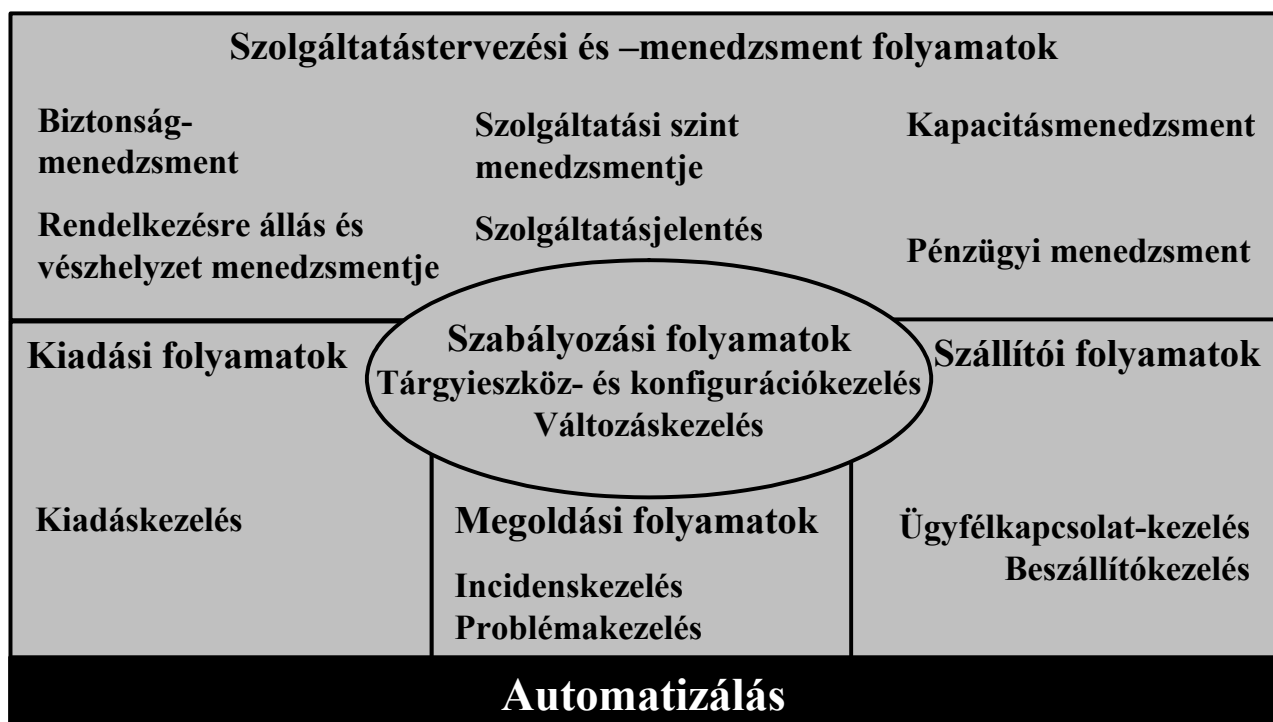 Szolgáltatástervezési és –menedzsment folyamatok
Biztonság-
menedzsment
Szolgáltatási szint
menedzsmentje
Kapacitásmenedzsment
Rendelkezésre állás és
vészhelyzet menedzsmentje
Szolgáltatásjelentés
Pénzügyi menedzsment
Kiadási folyamatok
Szabályozási folyamatok
Tárgyieszköz- és konfigurációkezelés
Változáskezelés
Szállítói folyamatok
Kiadáskezelés
Megoldási folyamatok
Incidenskezelés
Problémakezelés
Ügyfélkapcsolat-kezelés
Beszállítókezelés
Automatizálás